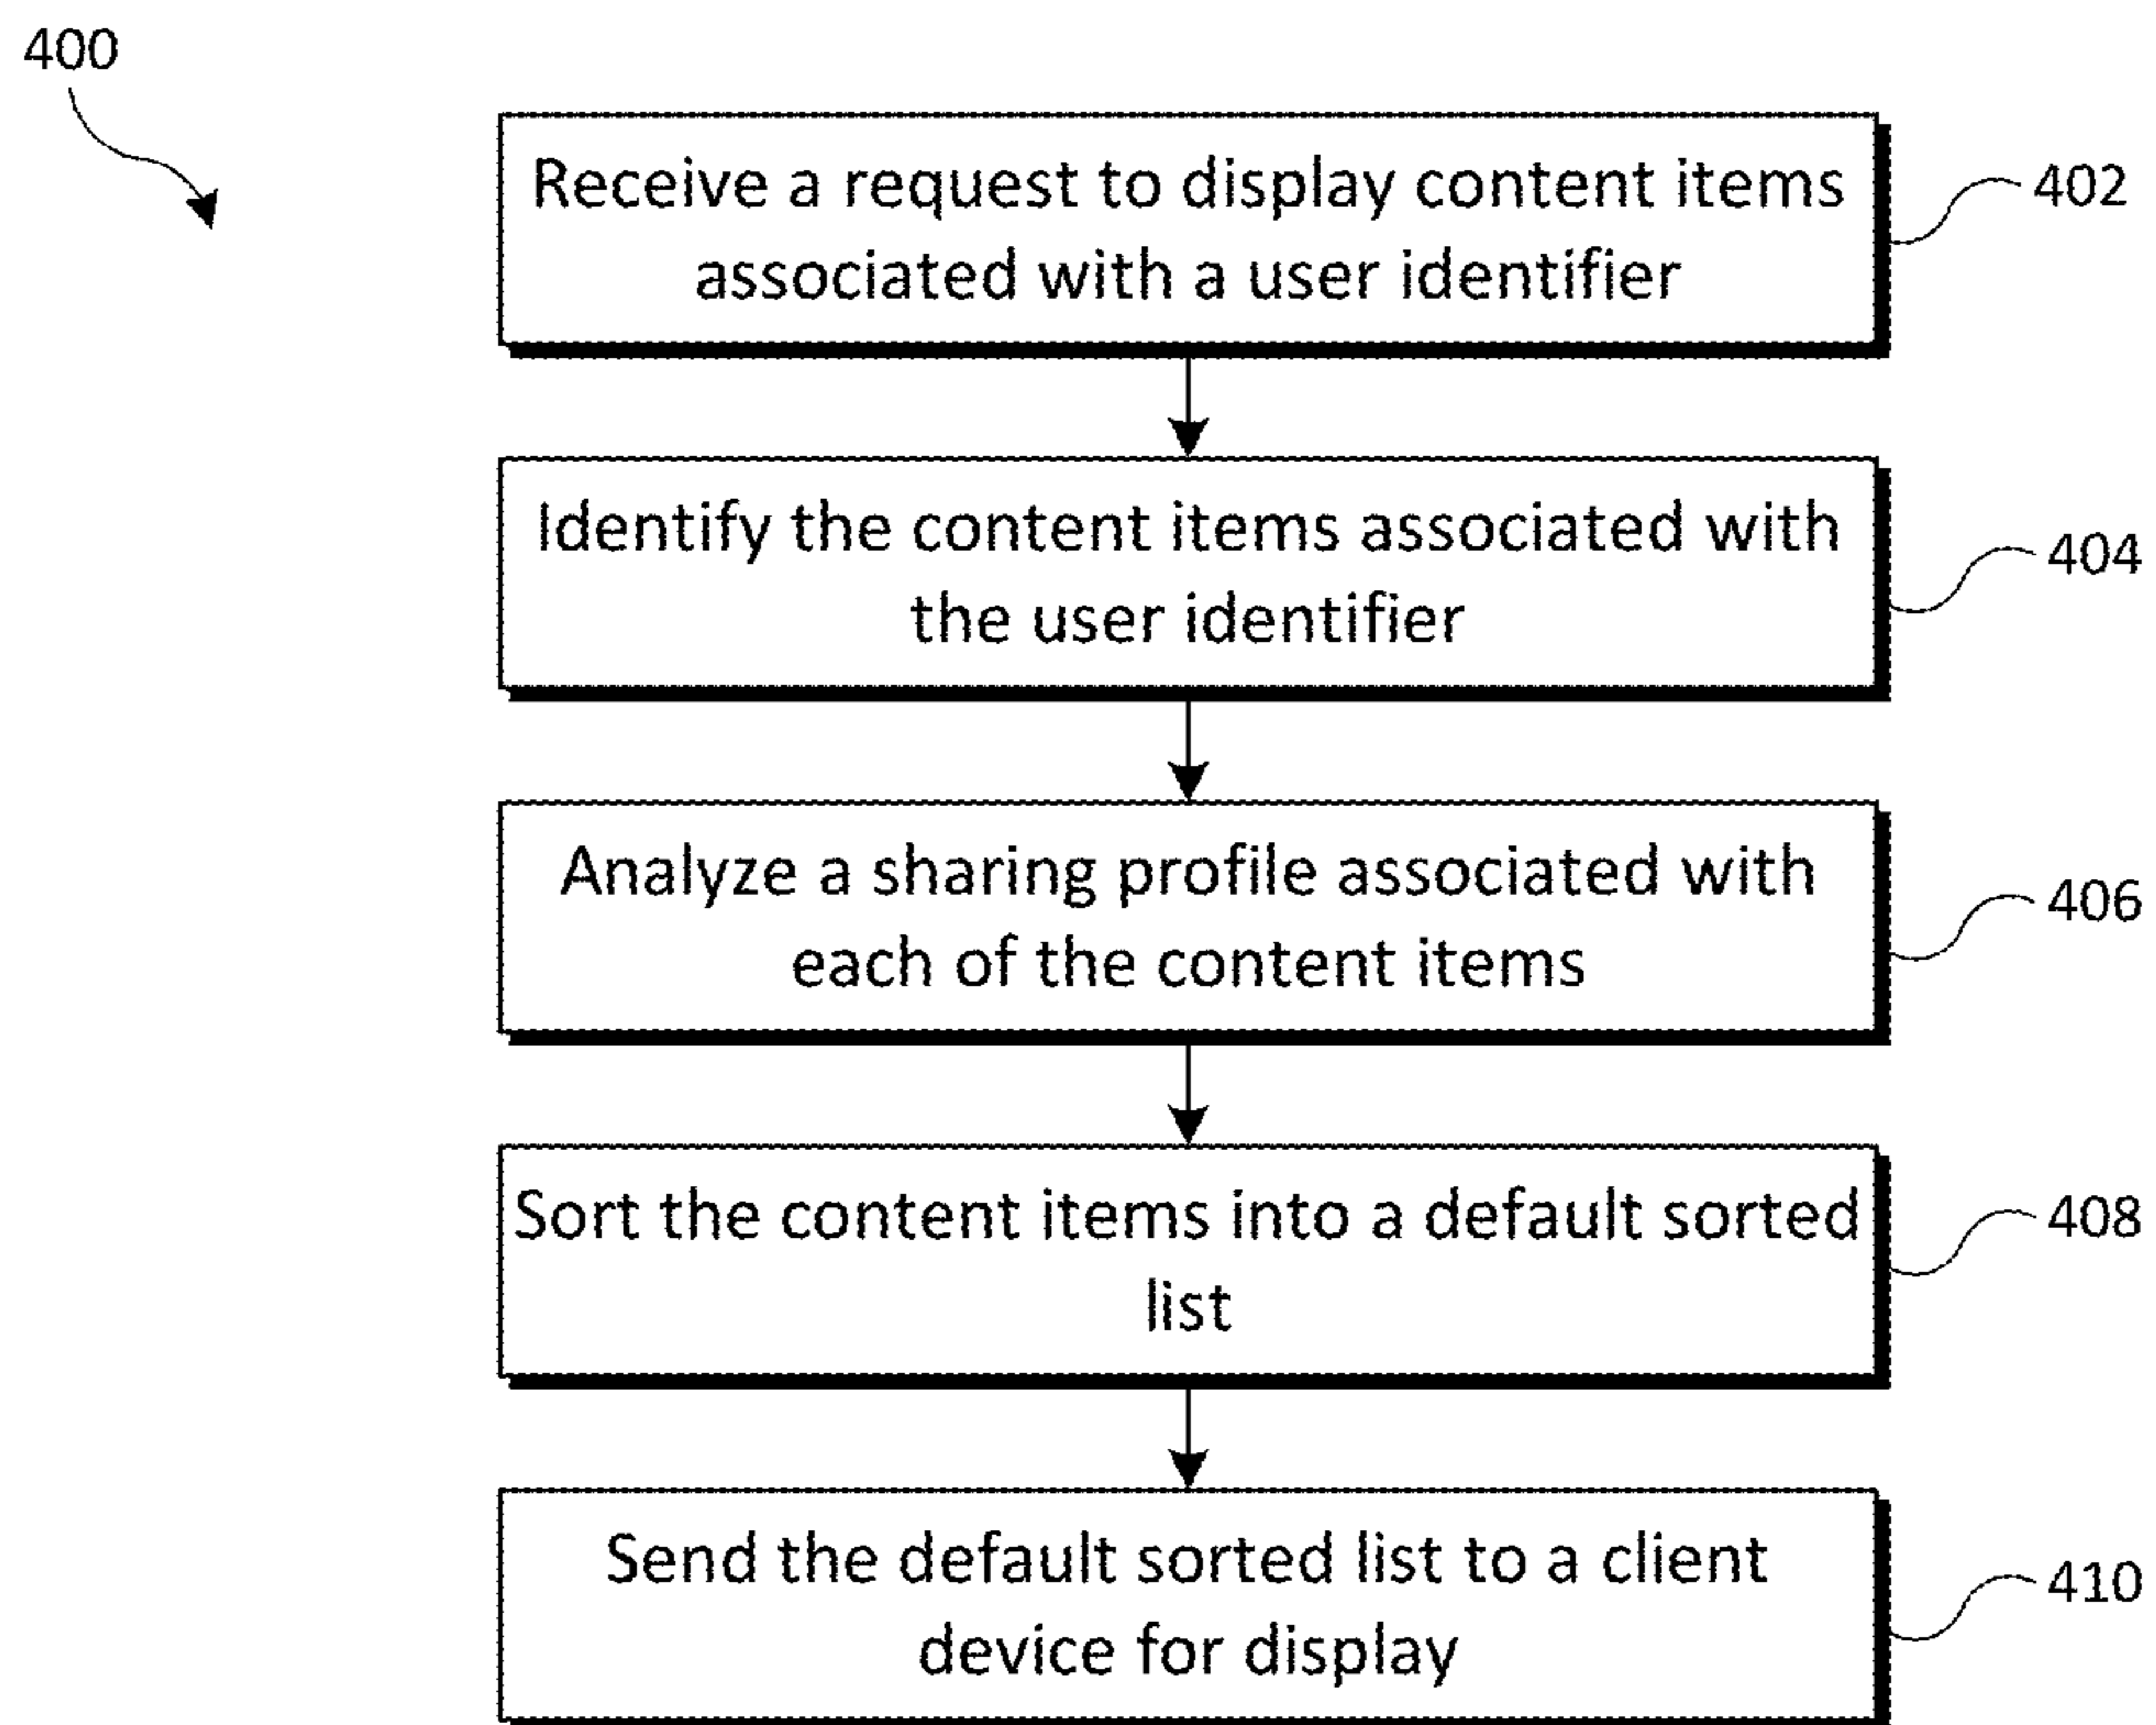 400
Receive a request to display content items
associated with a user identifier
402
Identify the content items associated with
the user identifier
404
Analyze a sharing profile associated with
each of the content items
406
Sort the content items into a default sorted
list
408
Send the default sorted list to a client
device for display
410